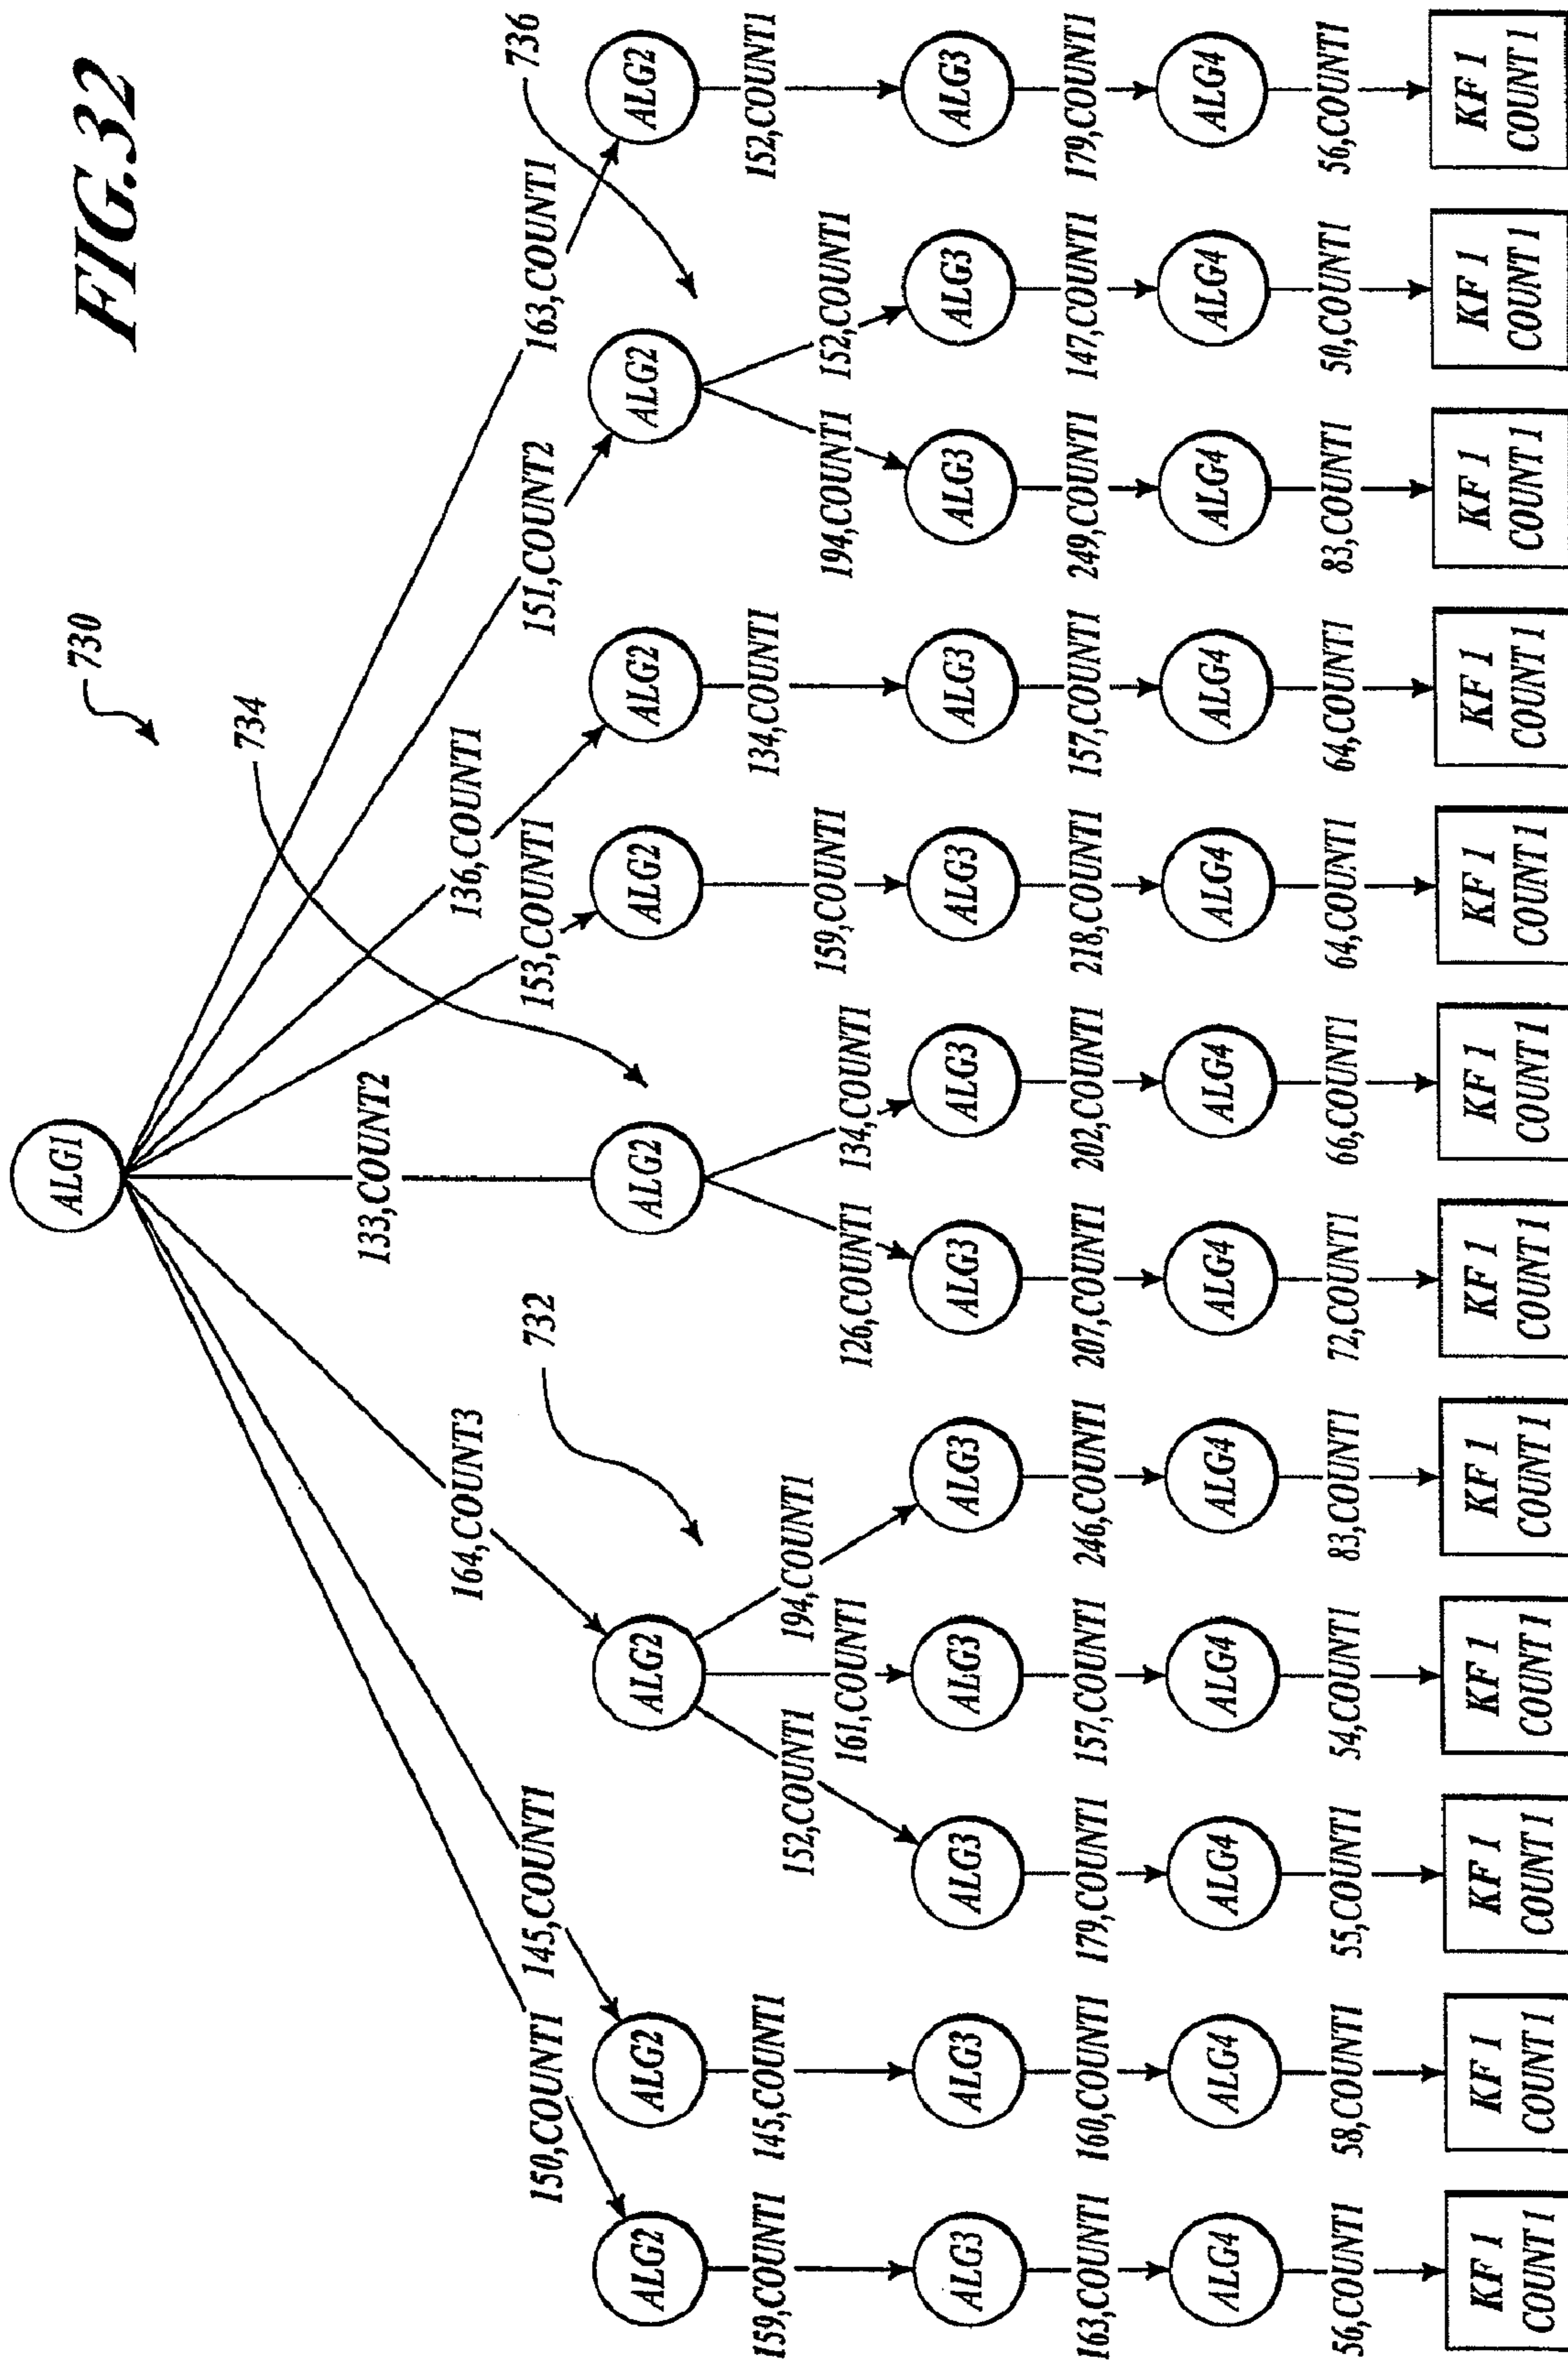 FIG.32
730
ALG1
734
736
732
150,COUNT1
145,COUNT1
164,COUNT3
133,COUNT2
153,COUNT1
136,COUNT1
151,COUNT2
163,COUNT1
ALG2
ALG2
ALG2
ALG2
ALG2
ALG2
ALG2
ALG2
159,COUNT1
145,COUNT1
152,COUNT1
161,COUNT1
194,COUNT1
126,COUNT1
134,COUNT1
159,COUNT1
134,COUNT1
194,COUNT1
152,COUNT1
152,COUNT1
ALG3
ALG3
ALG3
ALG3
ALG3
ALG3
ALG3
ALG3
ALG3
ALG3
ALG3
ALG3
163,COUNT1
160,COUNT1
179,COUNT1
157,COUNT1
246,COUNT1
207,COUNT1
202,COUNT1
218,COUNT1
157,COUNT1
249,COUNT1
147,COUNT1
179,COUNT1
ALG4
ALG4
ALG4
ALG4
ALG4
ALG4
ALG4
ALG4
ALG4
ALG4
ALG4
ALG4
56,COUNT1
58,COUNT1
55,COUNT1
54,COUNT1
83,COUNT1
72,COUNT1
66,COUNT1
64,COUNT1
64,COUNT1
83,COUNT1
50,COUNT1
56,COUNT1
KF 1
COUNT 1
KF 1
COUNT 1
KF 1
COUNT 1
KF 1
COUNT 1
KF 1
COUNT 1
KF 1
COUNT 1
KF 1
COUNT 1
KF 1
COUNT 1
KF 1
COUNT 1
KF 1
COUNT 1
KF 1
COUNT 1
KF 1
COUNT 1